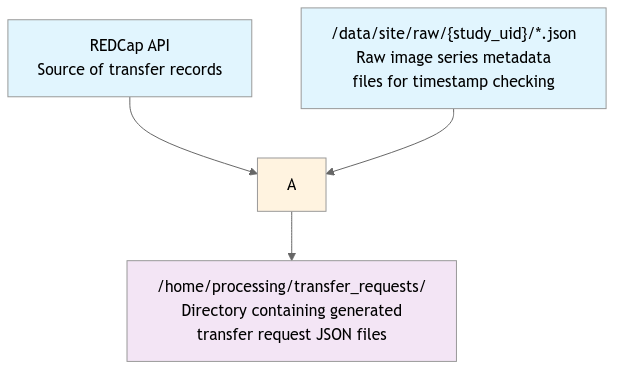 REDCap API
Source of transfer records
/data/site/raw/{study_uid}/*.json
Raw image series metadata
files for timestamp checking
A
/home/processing/transfer_requests/
Directory containing generated
transfer request JSON files